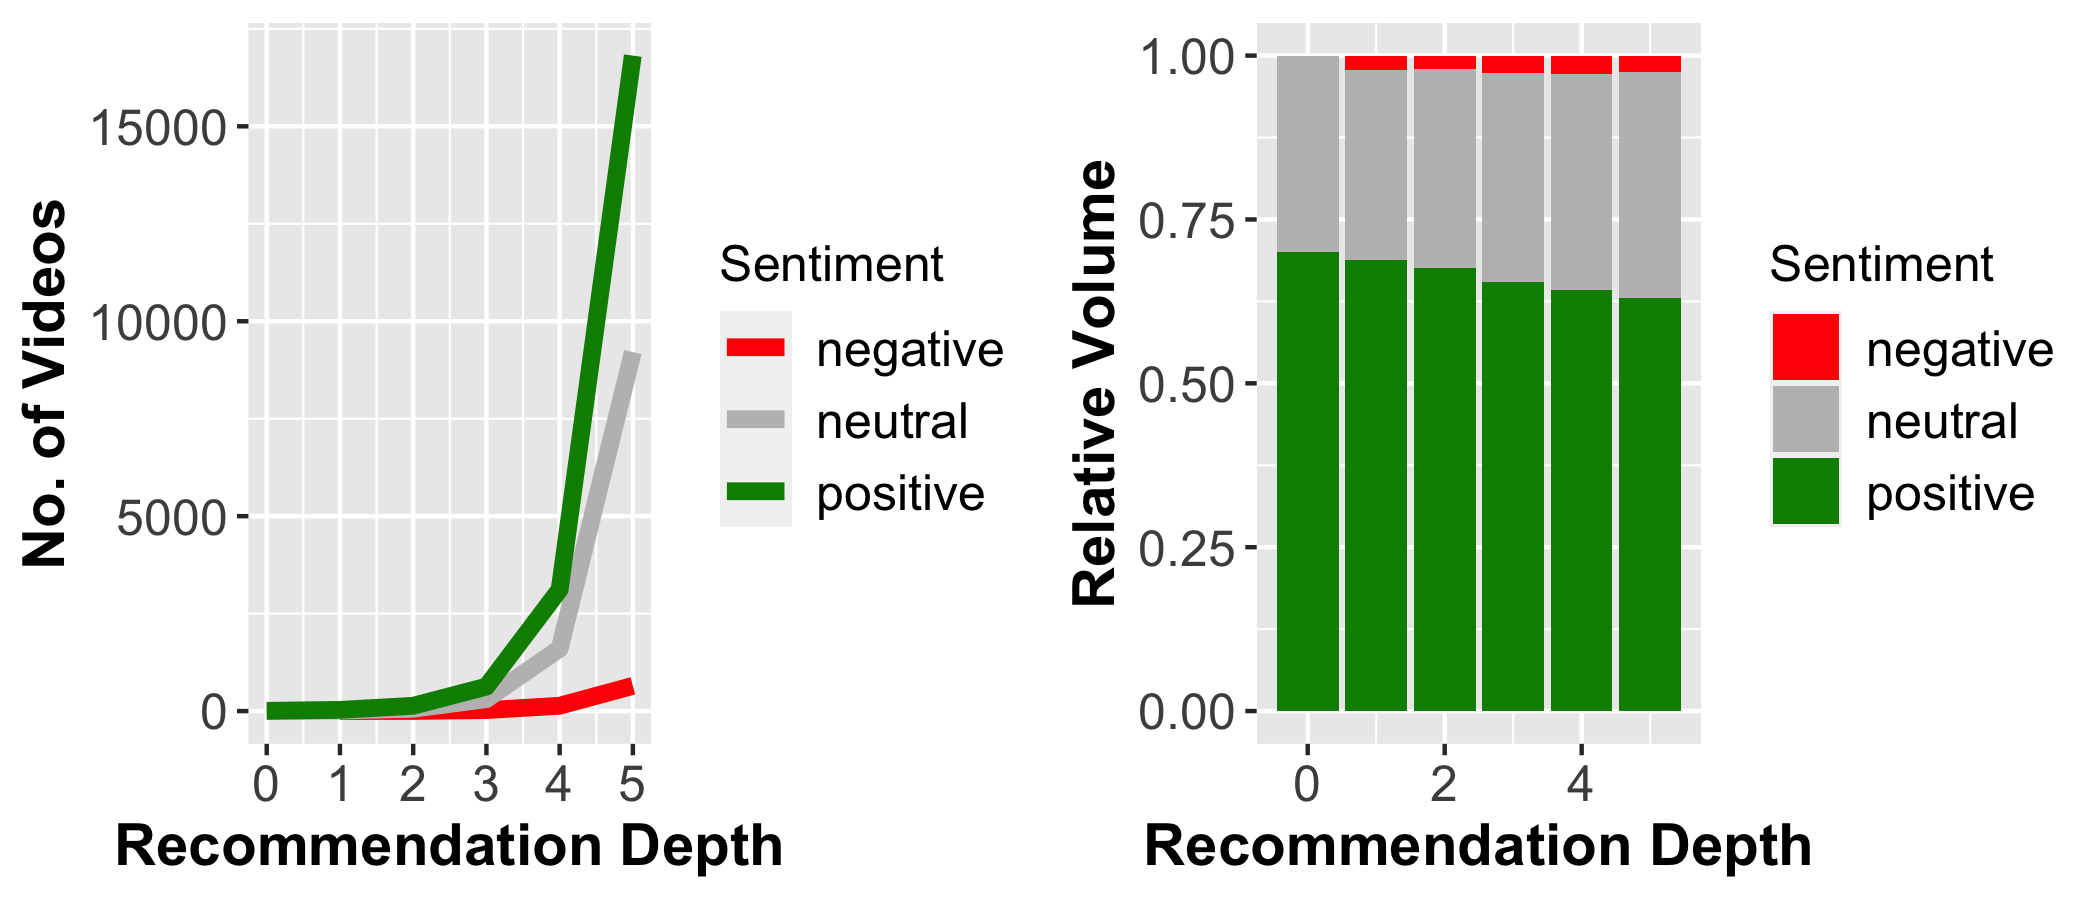 No. of Videos
15000
10000
5000
0
0 1 2 3 4 5
Recommendation Depth
Sentiment
negative
neutral
positive
Relative Volume
1.00
0.75
0.50
0.25
0.00
0 2 4
Recommendation Depth
Sentiment
negative
neutral
positive